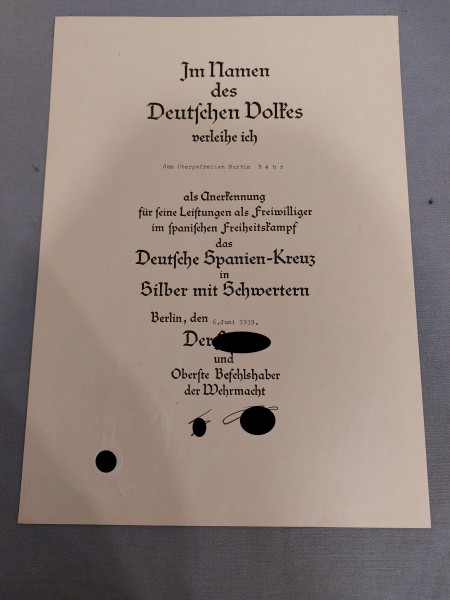 Im Namen
des
Deutſchen Volkes
verleihe ich
dem Obergefreiten Martin B ä h r
als Anerkennung
für ſeine Leiſtungen als Freiwilliger
im ſpaniſchen Freiheitskampf
das
Deutſche Spanien-Kreuz
in
Silber mit Schwertern
Berlin, den 6.Juni 1939.
Der
und
Oberſte Befehlshaber
der Wehrmacht